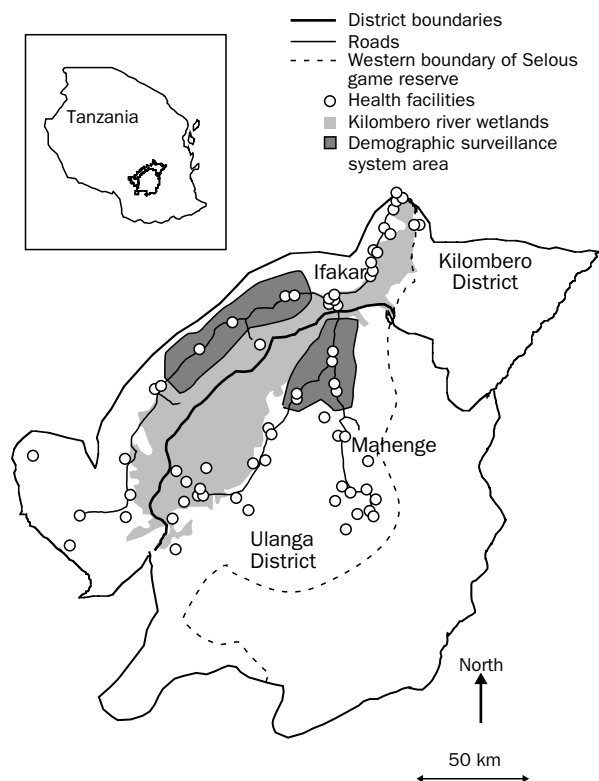 District boundaries
Roads
Western boundary of Selous
game reserve
Health facilities
Kilombero river wetlands
Demographic surveillance
system area
Tanzania
Ifakar
Kilombero
District
Mahenge
Ulanga
District
North
50 km